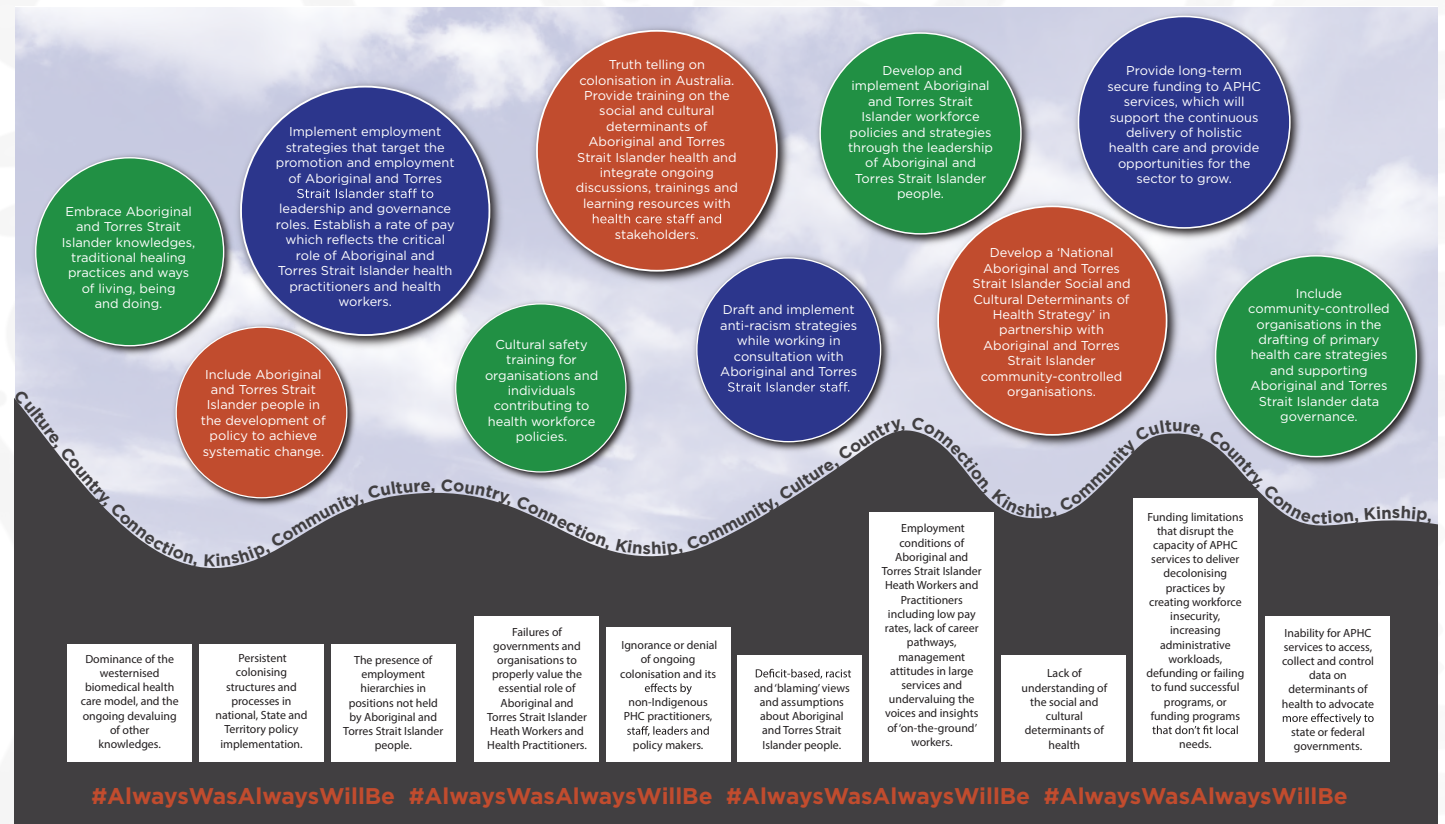 Embrace Aboriginal
and Torres Strait
Islander knowledges,
traditional healing
practices and ways
of living, being
and doing.
Implement employment
strategies that target the
promotion and employment
of Aboriginal and Torres
Strait Islander staff to
leadership and governance
roles. Establish a rate of pay
which reflects the critical
role of Aboriginal and
Torres Strait Islander health
practitioners and health
workers.
Include Aboriginal
and Torres Strait
Islander people in
the development of
policy to achieve
systematic change.
Truth telling on
colonisation in Australia.
Provide training on the
social and cultural
determinants of
Aboriginal and Torres
Strait Islander health and
integrate ongoing
discussions, trainings and
learning resources with
health care staff and
stakeholders.
Cultural safety
training for
organisations and
individuals
contributing to
health workforce
policies.
Draft and implement
anti-racism strategies
while working in
consultation with
Aboriginal and Torres
Strait Islander staff.
Develop and
implement Aboriginal
and Torres Strait
Islander workforce
policies and strategies
through the leadership
of Aboriginal and
Torres Strait Islander
people.
Develop a ‘National
Aboriginal and Torres
Strait Islander Social and
Cultural Determinants of
Health Strategy’ in
partnership with
Aboriginal and Torres
Strait Islander
community-controlled
organisations.
Provide long-term
secure funding to APHC
services, which will
support the continuous
delivery of holistic
health care and provide
opportunities for the
sector to grow.
Include
community-controlled
organisations in the
drafting of primary
health care strategies
and supporting
Aboriginal and Torres
Strait Islander data
governance.
Culture, Country, Connection, Kinship, Community, Culture, Country, Connection, Kinship, Community, Culture, Country, Connection, Kinship, Community Culture, Country, Connection, Kinship,
Dominance of the
westernised
biomedical health
care model, and the
ongoing devaluing
of other
knowledges.
Persistent
colonising
structures and
processes in
national, State and
Territory policy
implementation.
The presence of
employment
hierarchies in
positions not held
by Aboriginal and
Torres Strait Islander
people.
Failures of
governments and
organisations to
properly value the
essential role of
Aboriginal and
Torres Strait Islander
Heath Workers and
Health Practitioners.
Ignorance or denial
of ongoing
colonisation and its
effects by
non-Indigenous
PHC practitioners,
staff, leaders and
policy makers.
Deficit-based, racist
and ‘blaming’ views
and assumptions
about Aboriginal
and Torres Strait
Islander people.
Employment
conditions of
Aboriginal and
Torres Strait Islander
Heath Workers and
Practitioners
including low pay
rates, lack of career
pathways,
management
attitudes in large
services and
undervaluing the
voices and insights
of ‘on-the-ground’
workers.
Lack of
understanding of
the social and
cultural
determinants of
health
Funding limitations
that disrupt the
capacity of APHC
services to deliver
decolonising
practices by
creating workforce
insecurity,
increasing
administrative
workloads,
defunding or failing
to fund successful
programs, or
funding programs
that don’t fit local
needs.
Inability for APHC
services to access,
collect and control
data on
determinants of
health to advocate
more effectively to
state or federal
governments.
#AlwaysWasAlwaysWillBe #AlwaysWasAlwaysWillBe #AlwaysWasAlwaysWillBe #AlwaysWasAlwaysWillBe